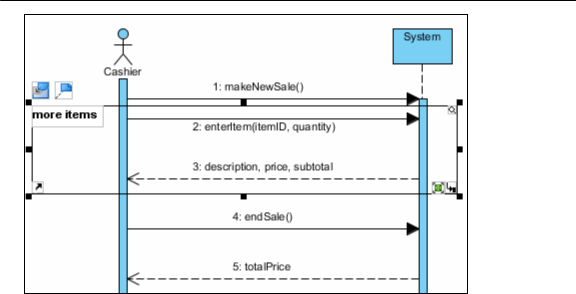 System
Cashier
1: makeNewSale()
more items
2: enterItem(itemID, quantity)
3: description, price, subtotal
4: endSale()
5: totalPrice